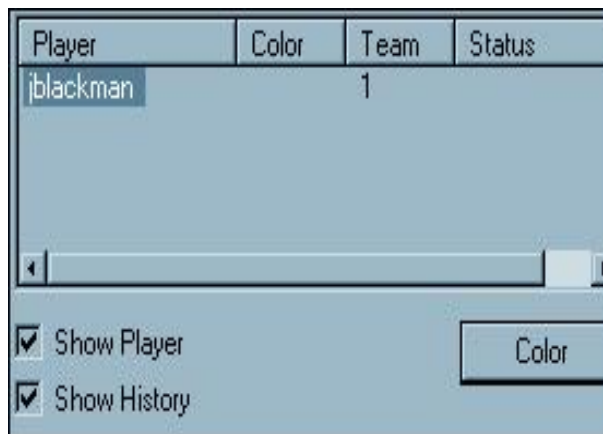 Player Color Team Status
jblackman 1
Show Player
Color
Show History